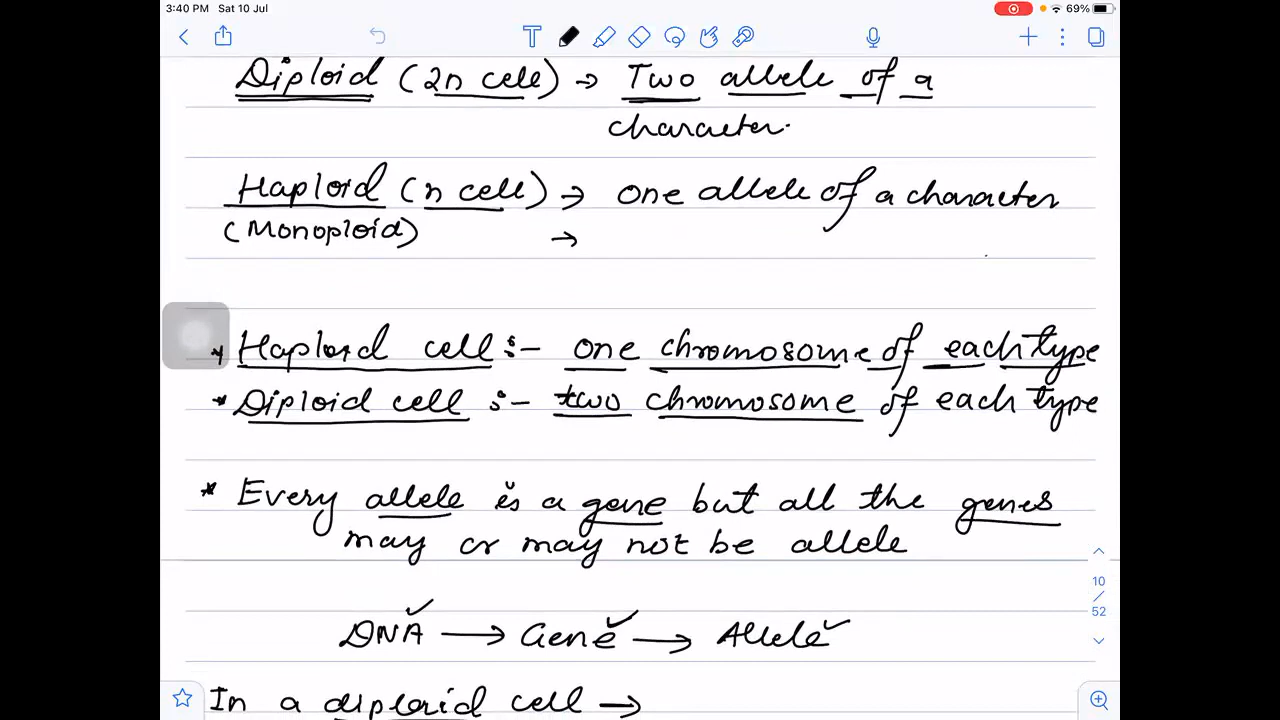 3:40 PM Sat 10 Jul
69%
Diploid (2n cell) → Two allele of a
character.
Haploid (n cell) → one allele of a character
(Monoploid) →
* Haploid cell :- one chromosome of each type
* Diploid cell :- two chromosome of each type
* Every allele is a gene but all the genes
may or may not be allele
10
/
52
DNA → Gene → Allele
In a diploid cell →